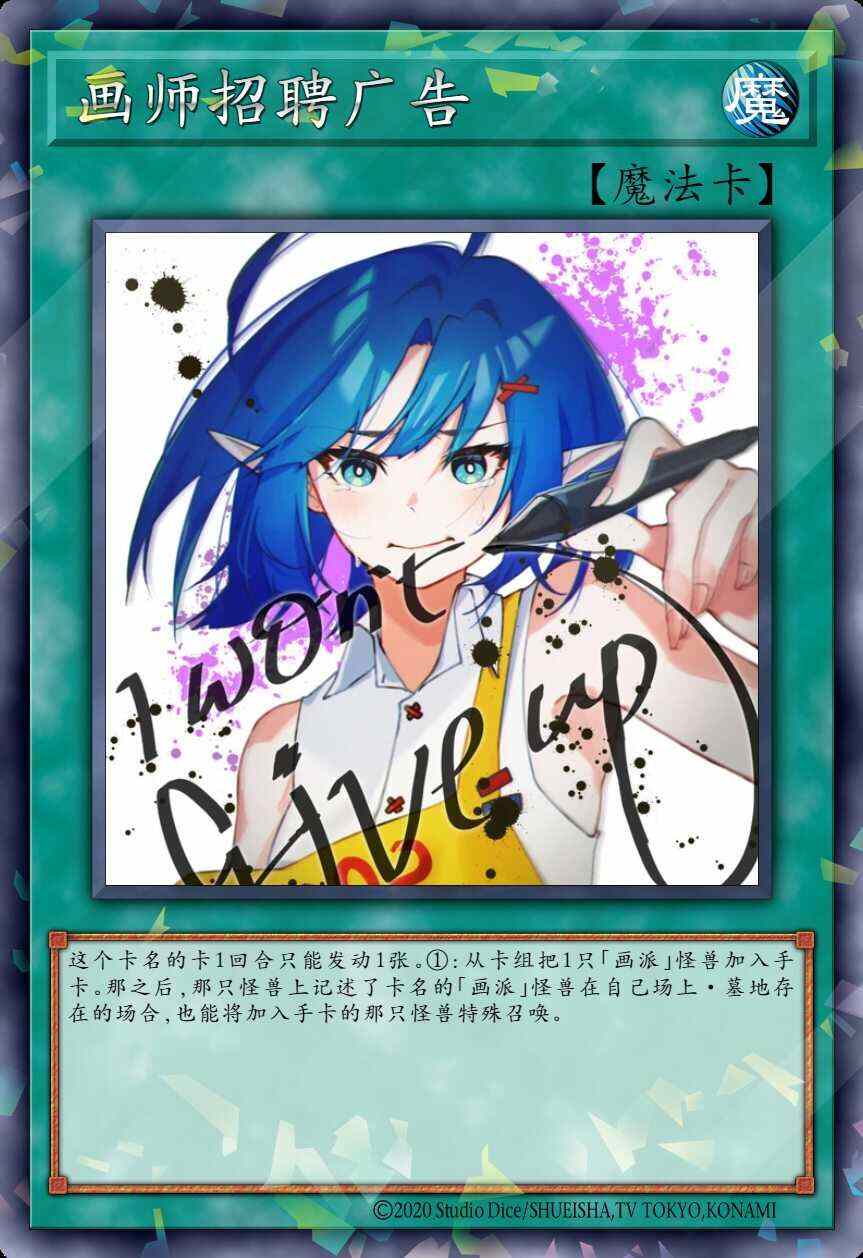 画师招聘广告
魔
【魔法卡】
I won't
Give up
这个卡名的卡1回合只能发动1张。①:从卡组把1只「画派」怪兽加入手
卡。那之后,那只怪兽上记述了卡名的「画派」怪兽在自己场上・墓地存
在的场合,也能将加入手卡的那只怪兽特殊召唤。
©2020 Studio Dice/SHUEISHA,TV TOKYO,KONAMI